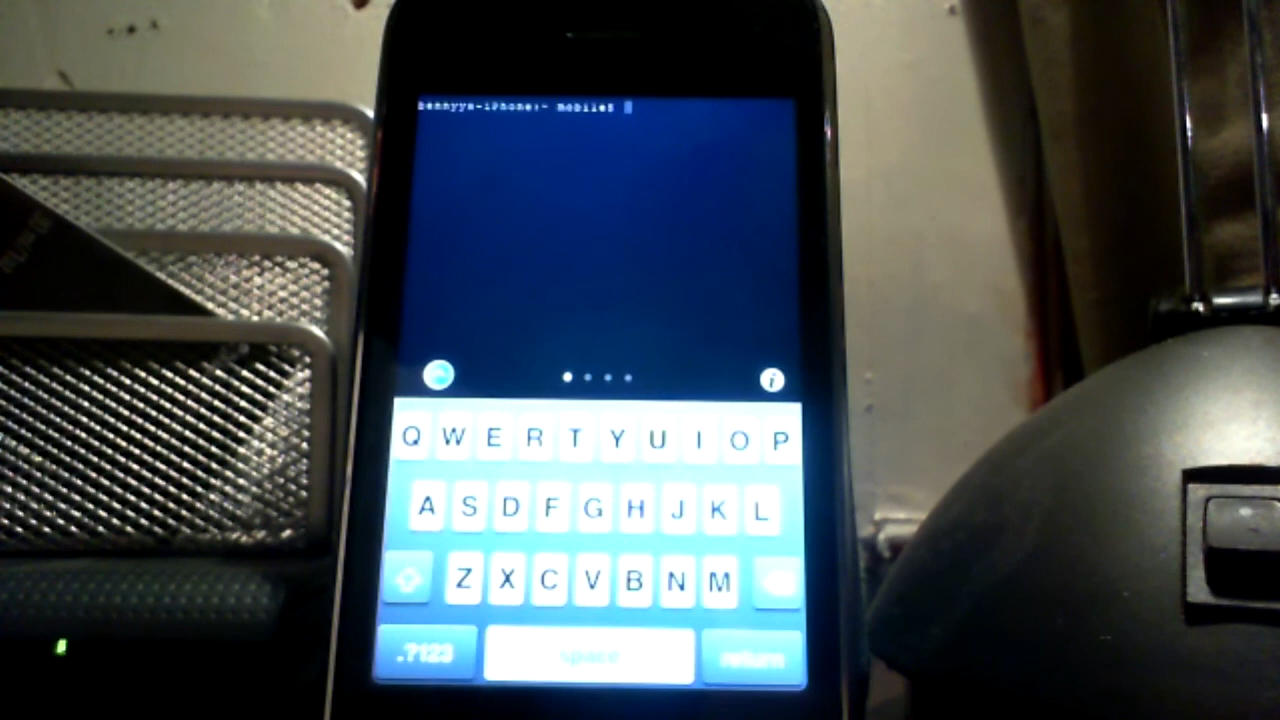 bennyys-iPhone:~ mobile$
i
Q W E R T Y U I O P
A S D F G H J K L
Z X C V B N M
.?123 space return